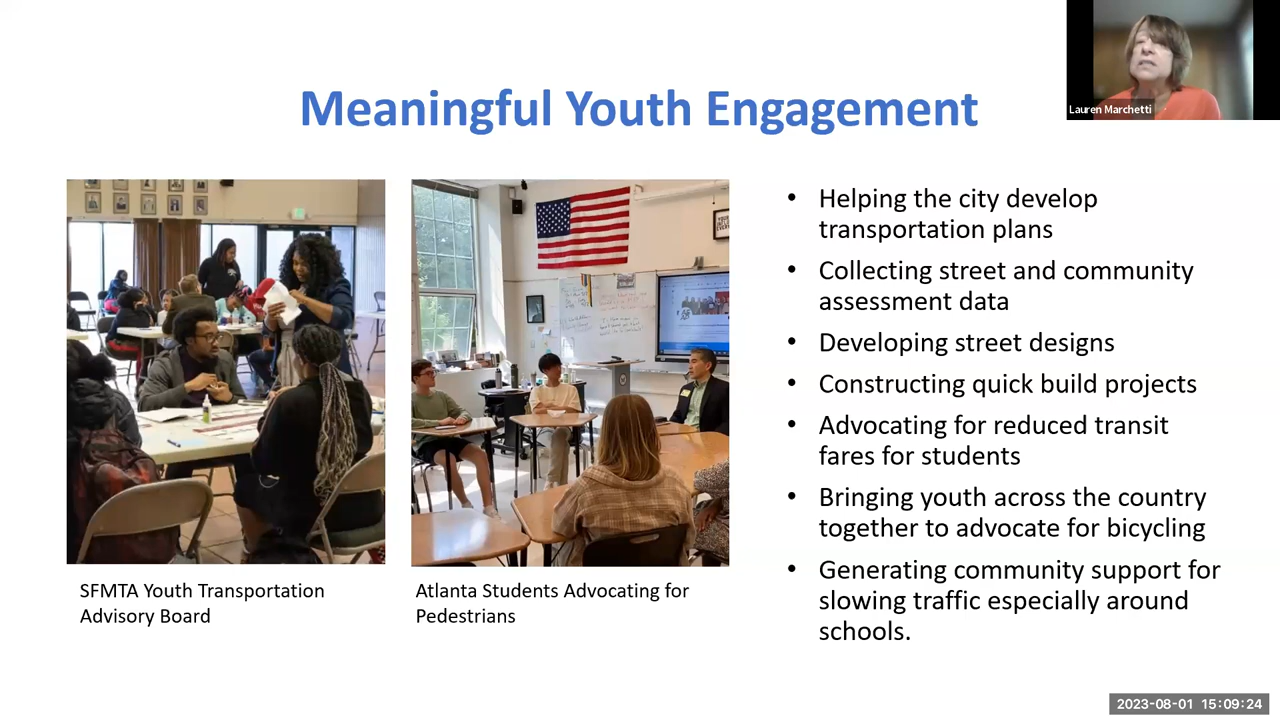 Lauren Marchetti
Meaningful Youth Engagement
• Helping the city develop
transportation plans
• Collecting street and community
assessment data
• Developing street designs
• Constructing quick build projects
• Advocating for reduced transit
fares for students
• Bringing youth across the country
together to advocate for bicycling
• Generating community support for
slowing traffic especially around
schools.
SFMTA Youth Transportation
Advisory Board
Atlanta Students Advocating for
Pedestrians
2023-08-01 15:09:24